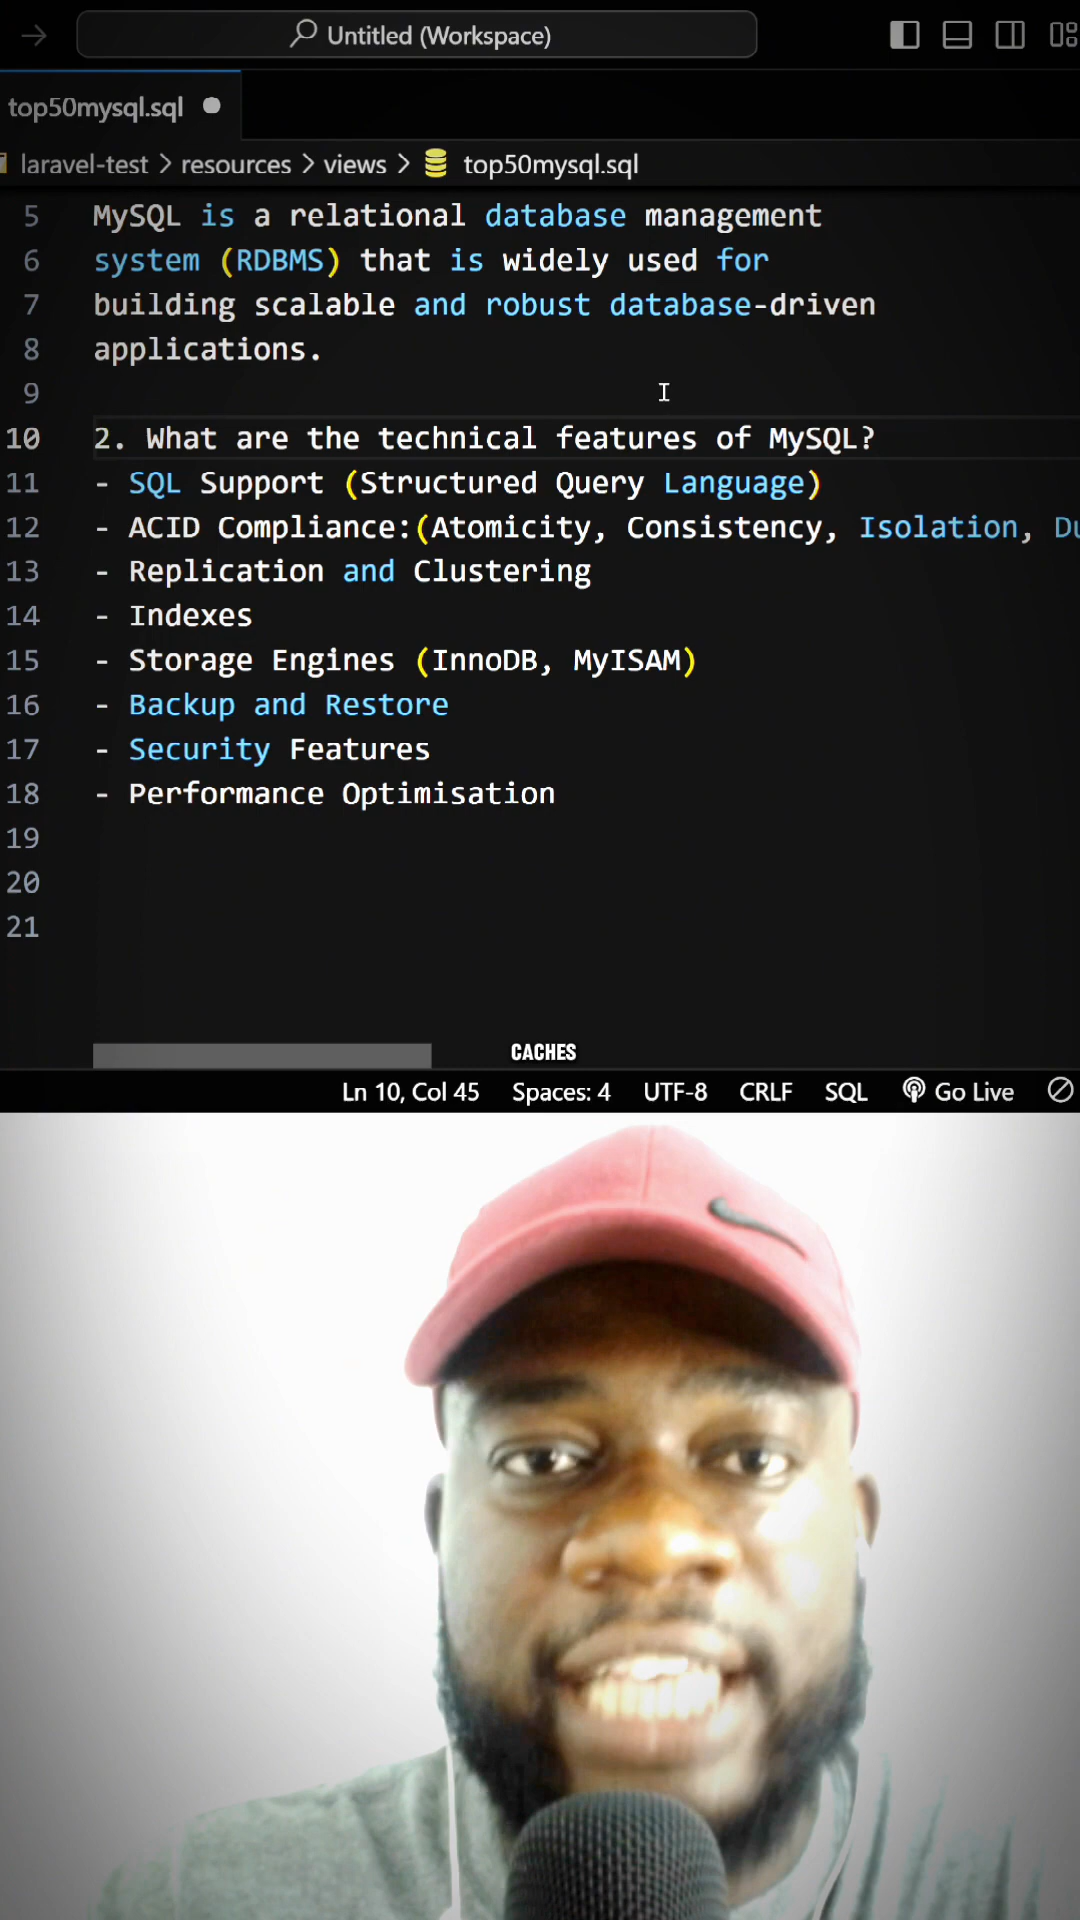 Untitled (Workspace)
top50mysql.sql
laravel-test > resources > views > top50mysql.sql
5 MySQL is a relational database management
6 system (RDBMS) that is widely used for
7 building scalable and robust database-driven
8 applications.
9
10 2. What are the technical features of MySQL?
11 - SQL Support (Structured Query Language)
12 - ACID Compliance:(Atomicity, Consistency, Isolation, Du
13 - Replication and Clustering
14 - Indexes
15 - Storage Engines (InnoDB, MyISAM)
16 - Backup and Restore
17 - Security Features
18 - Performance Optimisation
19
20
21
CACHES
Ln 10, Col 45 Spaces: 4 UTF-8 CRLF SQL Go Live